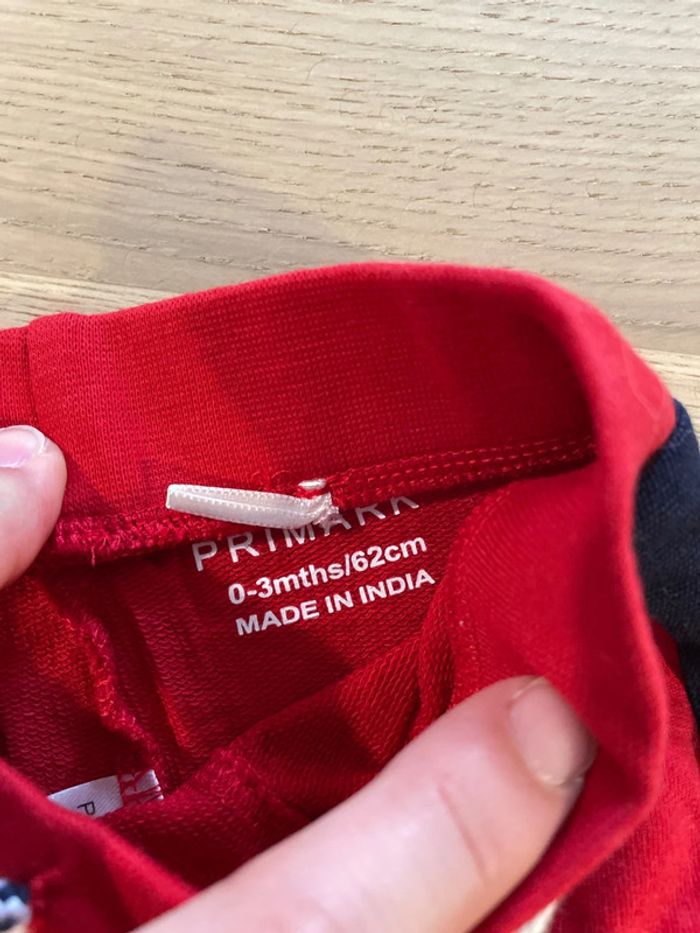 PRIMARK
0-3mths/62cm
MADE IN INDIA
P